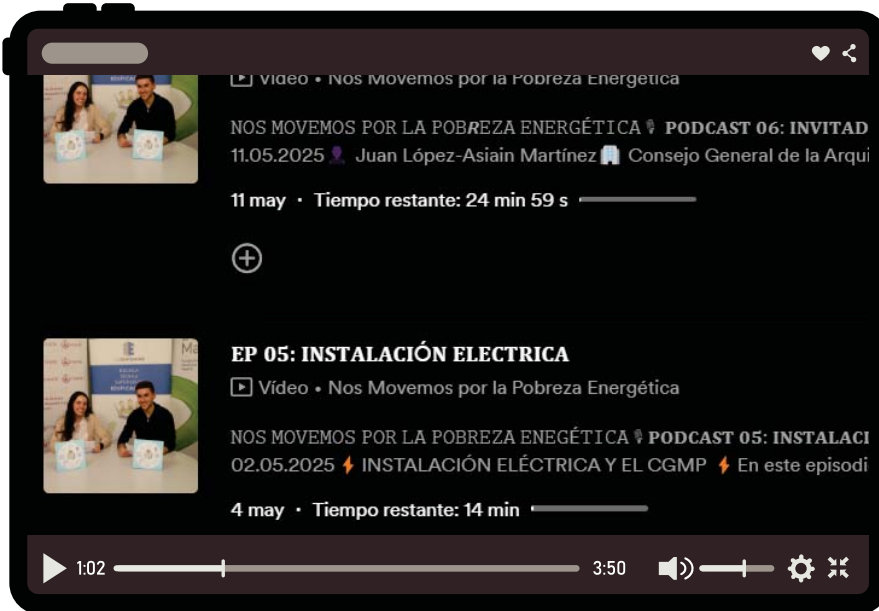 Vídeo • Nos Movemos por la Pobreza Energética
NOS MOVEMOS POR LA POBREZA ENERGÉTICA🎙 PODCAST 06: INVITAD
11.05.2025👤 Juan López-Asiain Martínez🏢 Consejo General de la Arqui
11 may · Tiempo restante: 24 min 59 s
EP 05: INSTALACIÓN ELECTRICA
Vídeo • Nos Movemos por la Pobreza Energética
NOS MOVEMOS POR LA POBREZA ENEGÉTICA🎙 PODCAST 05: INSTALACI
02.05.2025⚡ INSTALACIÓN ELÉCTRICA Y EL CGMP ⚡ En este episodi
4 may · Tiempo restante: 14 min
1:02
3:50